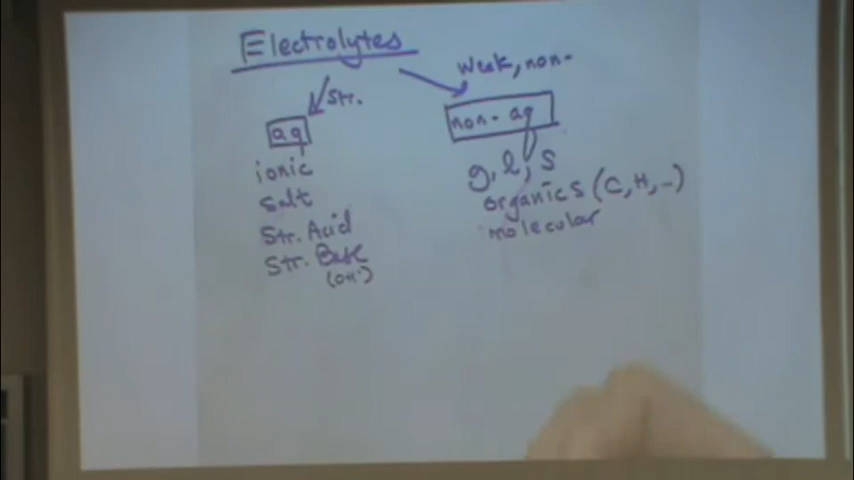 Electrolytes
Str.
weak, non-
aq
non-aq
ionic
g, l, s
salt
organics (C, H, -)
Str. Acid
molecular
Str. Base
(OH-)